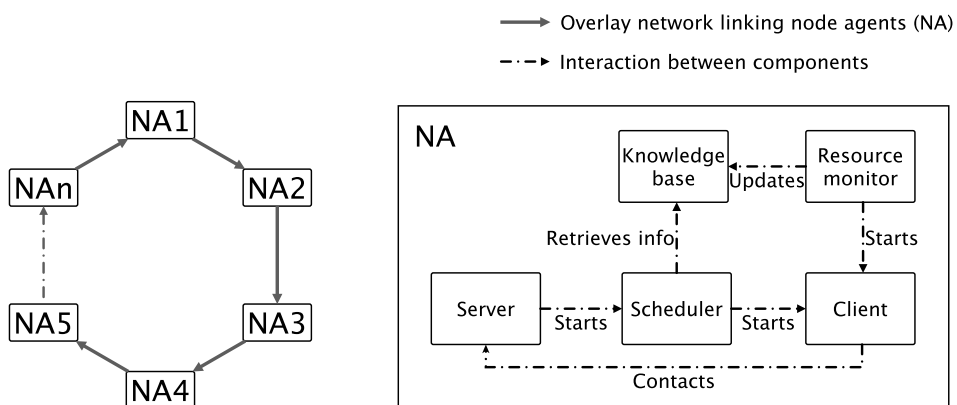 Overlay network linking node agents (NA)
Interaction between components
NA1
NAn
NA2
NA5
NA3
NA4
NA
Knowledge
base
Updates
Resource
monitor
Retrieves info
Starts
Server
Starts
Scheduler
Starts
Client
Contacts